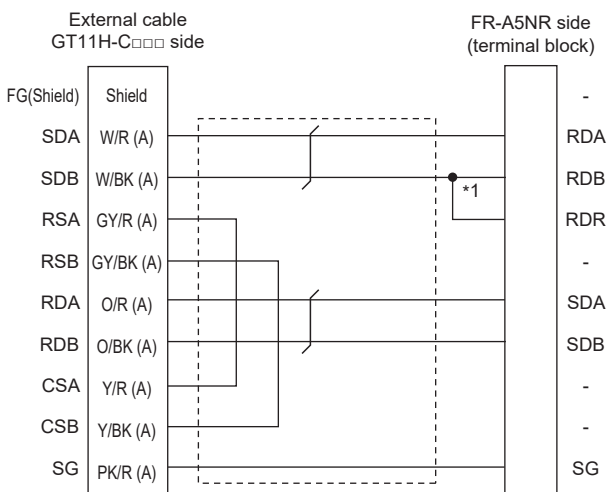 External cable
GT11H-C□□□ side
FR-A5NR side
(terminal block)
FG(Shield) Shield -
SDA W/R (A) RDA
SDB W/BK (A) *1 RDB
RSA GY/R (A) RDR
RSB GY/BK (A) -
RDA O/R (A) SDA
RDB O/BK (A) SDB
CSA Y/R (A) -
CSB Y/BK (A) -
SG PK/R (A) SG